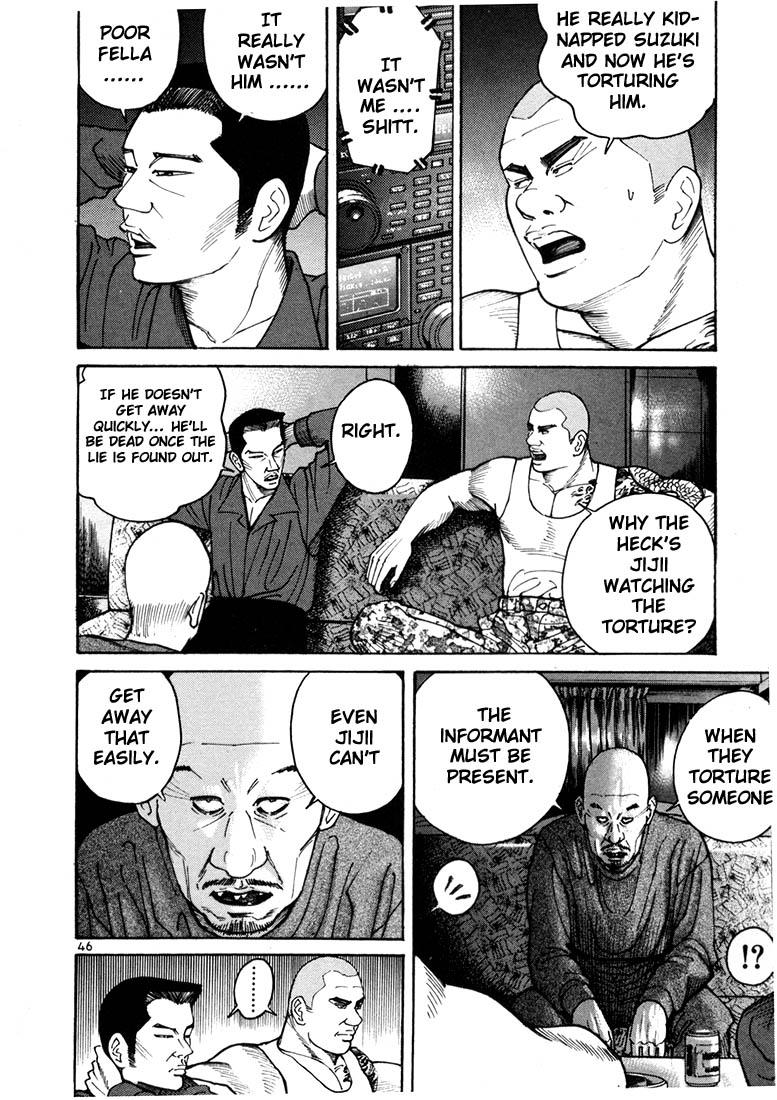 HE REALLY KID-
NAPPED SUZUKI
AND NOW HE'S
TORTURING
HIM.
IT
WASN'T
ME ....
SHITT.
IT
REALLY
WASN'T
HIM ......
POOR
FELLA
......
WHY THE
HECK'S
JIJII
WATCHING
THE
TORTURE?
RIGHT.
IF HE DOESN'T
GET AWAY
QUICKLY... HE'LL
BE DEAD ONCE THE
LIE IS FOUND OUT.
WHEN
THEY
TORTURE
SOMEONE
THE
INFORMANT
MUST BE
PRESENT.
!?
EVEN
JIJII
CAN'T
GET
AWAY
THAT
EASILY.
46
........